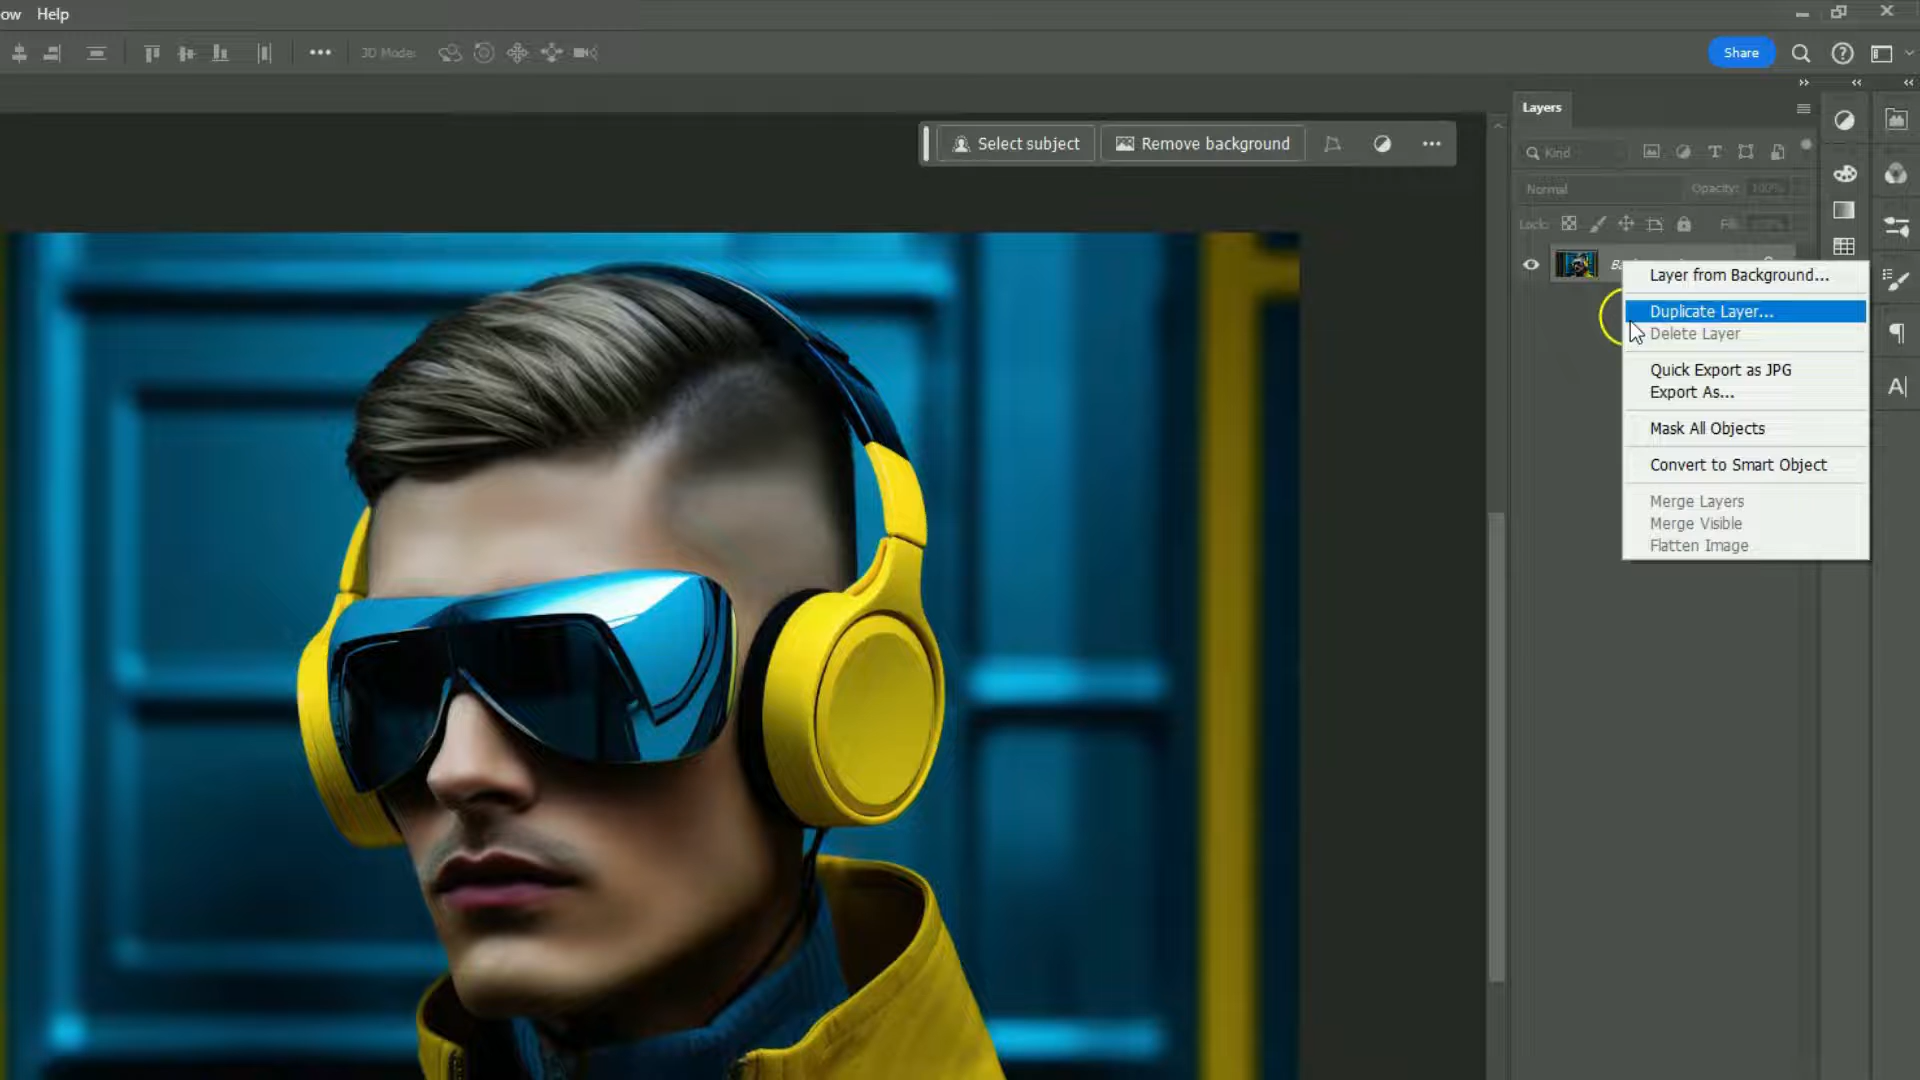 ow Help
3D Mode:
Share
Layers
Select subject
Remove background
Kind
Normal
Opacity: 100%
Lock:
Layer from Background...
Duplicate Layer...
Delete Layer
Quick Export as JPG
Export As...
Mask All Objects
Convert to Smart Object
Merge Layers
Merge Visible
Flatten Image